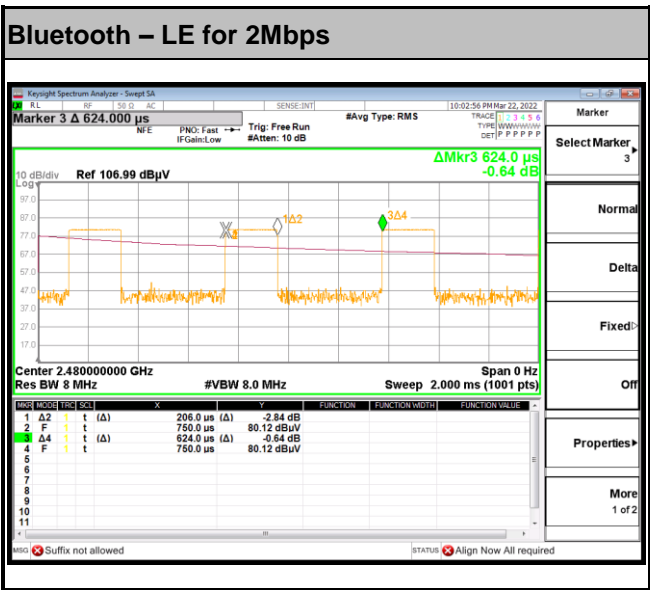 Bluetooth – LE for 2Mbps
Keysight Spectrum Analyzer - Swept SA
RL RF 50 Ω AC SENSE:INT 10:02:56 PM Mar 22, 2022
Marker 3 Δ 624.000 µs
NFE
PNO: Fast
IFGain:Low
Trig: Free Run
#Atten: 10 dB
#Avg Type: RMS
TRACE 1 2 3 4 5 6
TYPE WWWWWW
DET P P P P P P
ΔMkr3 624.0 µs
-0.64 dB
10 dB/div Ref 106.99 dBµV
Log
97.0
87.0
77.0
67.0
57.0
47.0
37.0
27.0
17.0
1Δ2
3Δ4
Center 2.480000000 GHz Span 0 Hz
Res BW 8 MHz #VBW 8.0 MHz Sweep 2.000 ms (1001 pts)
MKR MODE TRC SCL X Y FUNCTION FUNCTION WIDTH FUNCTION VALUE
1 Δ2 1 t (Δ) 206.0 µs (Δ) -2.84 dB
2 F 1 t 750.0 µs 80.12 dBµV
3 Δ4 1 t (Δ) 624.0 µs (Δ) -0.64 dB
4 F 1 t 750.0 µs 80.12 dBµV
5
6
7
8
9
10
11
MSG Suffix not allowed STATUS Align Now All required
Marker
Select Marker
3
Normal
Delta
Fixed
Off
Properties
More
1 of 2